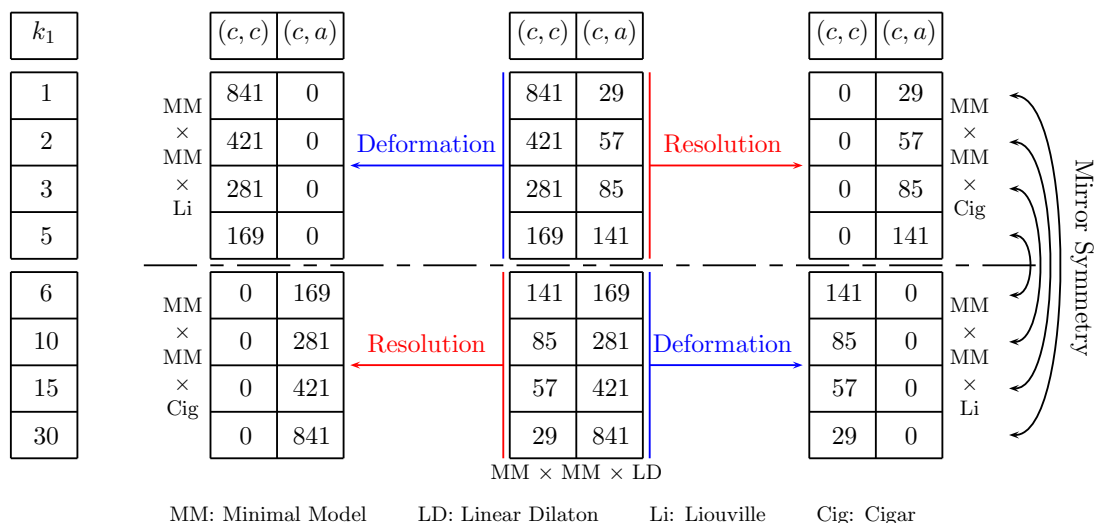 k₁ (c, c) (c, a) (c, c) (c, a) (c, c) (c, a)
1 841 0 841 29 0 29
2 421 0 421 57 0 57
3 281 0 281 85 0 85
5 169 0 169 141 0 141
MM
×
MM
×
Li
Deformation
Resolution
MM
×
MM
×
Cig
Mirror Symmetry
6 0 169 141 169 141 0
10 0 281 85 281 85 0
15 0 421 57 421 57 0
30 0 841 29 841 29 0
MM
×
MM
×
Cig
Resolution
Deformation
MM
×
MM
×
Li
MM × MM × LD
MM: Minimal Model LD: Linear Dilaton Li: Liouville Cig: Cigar